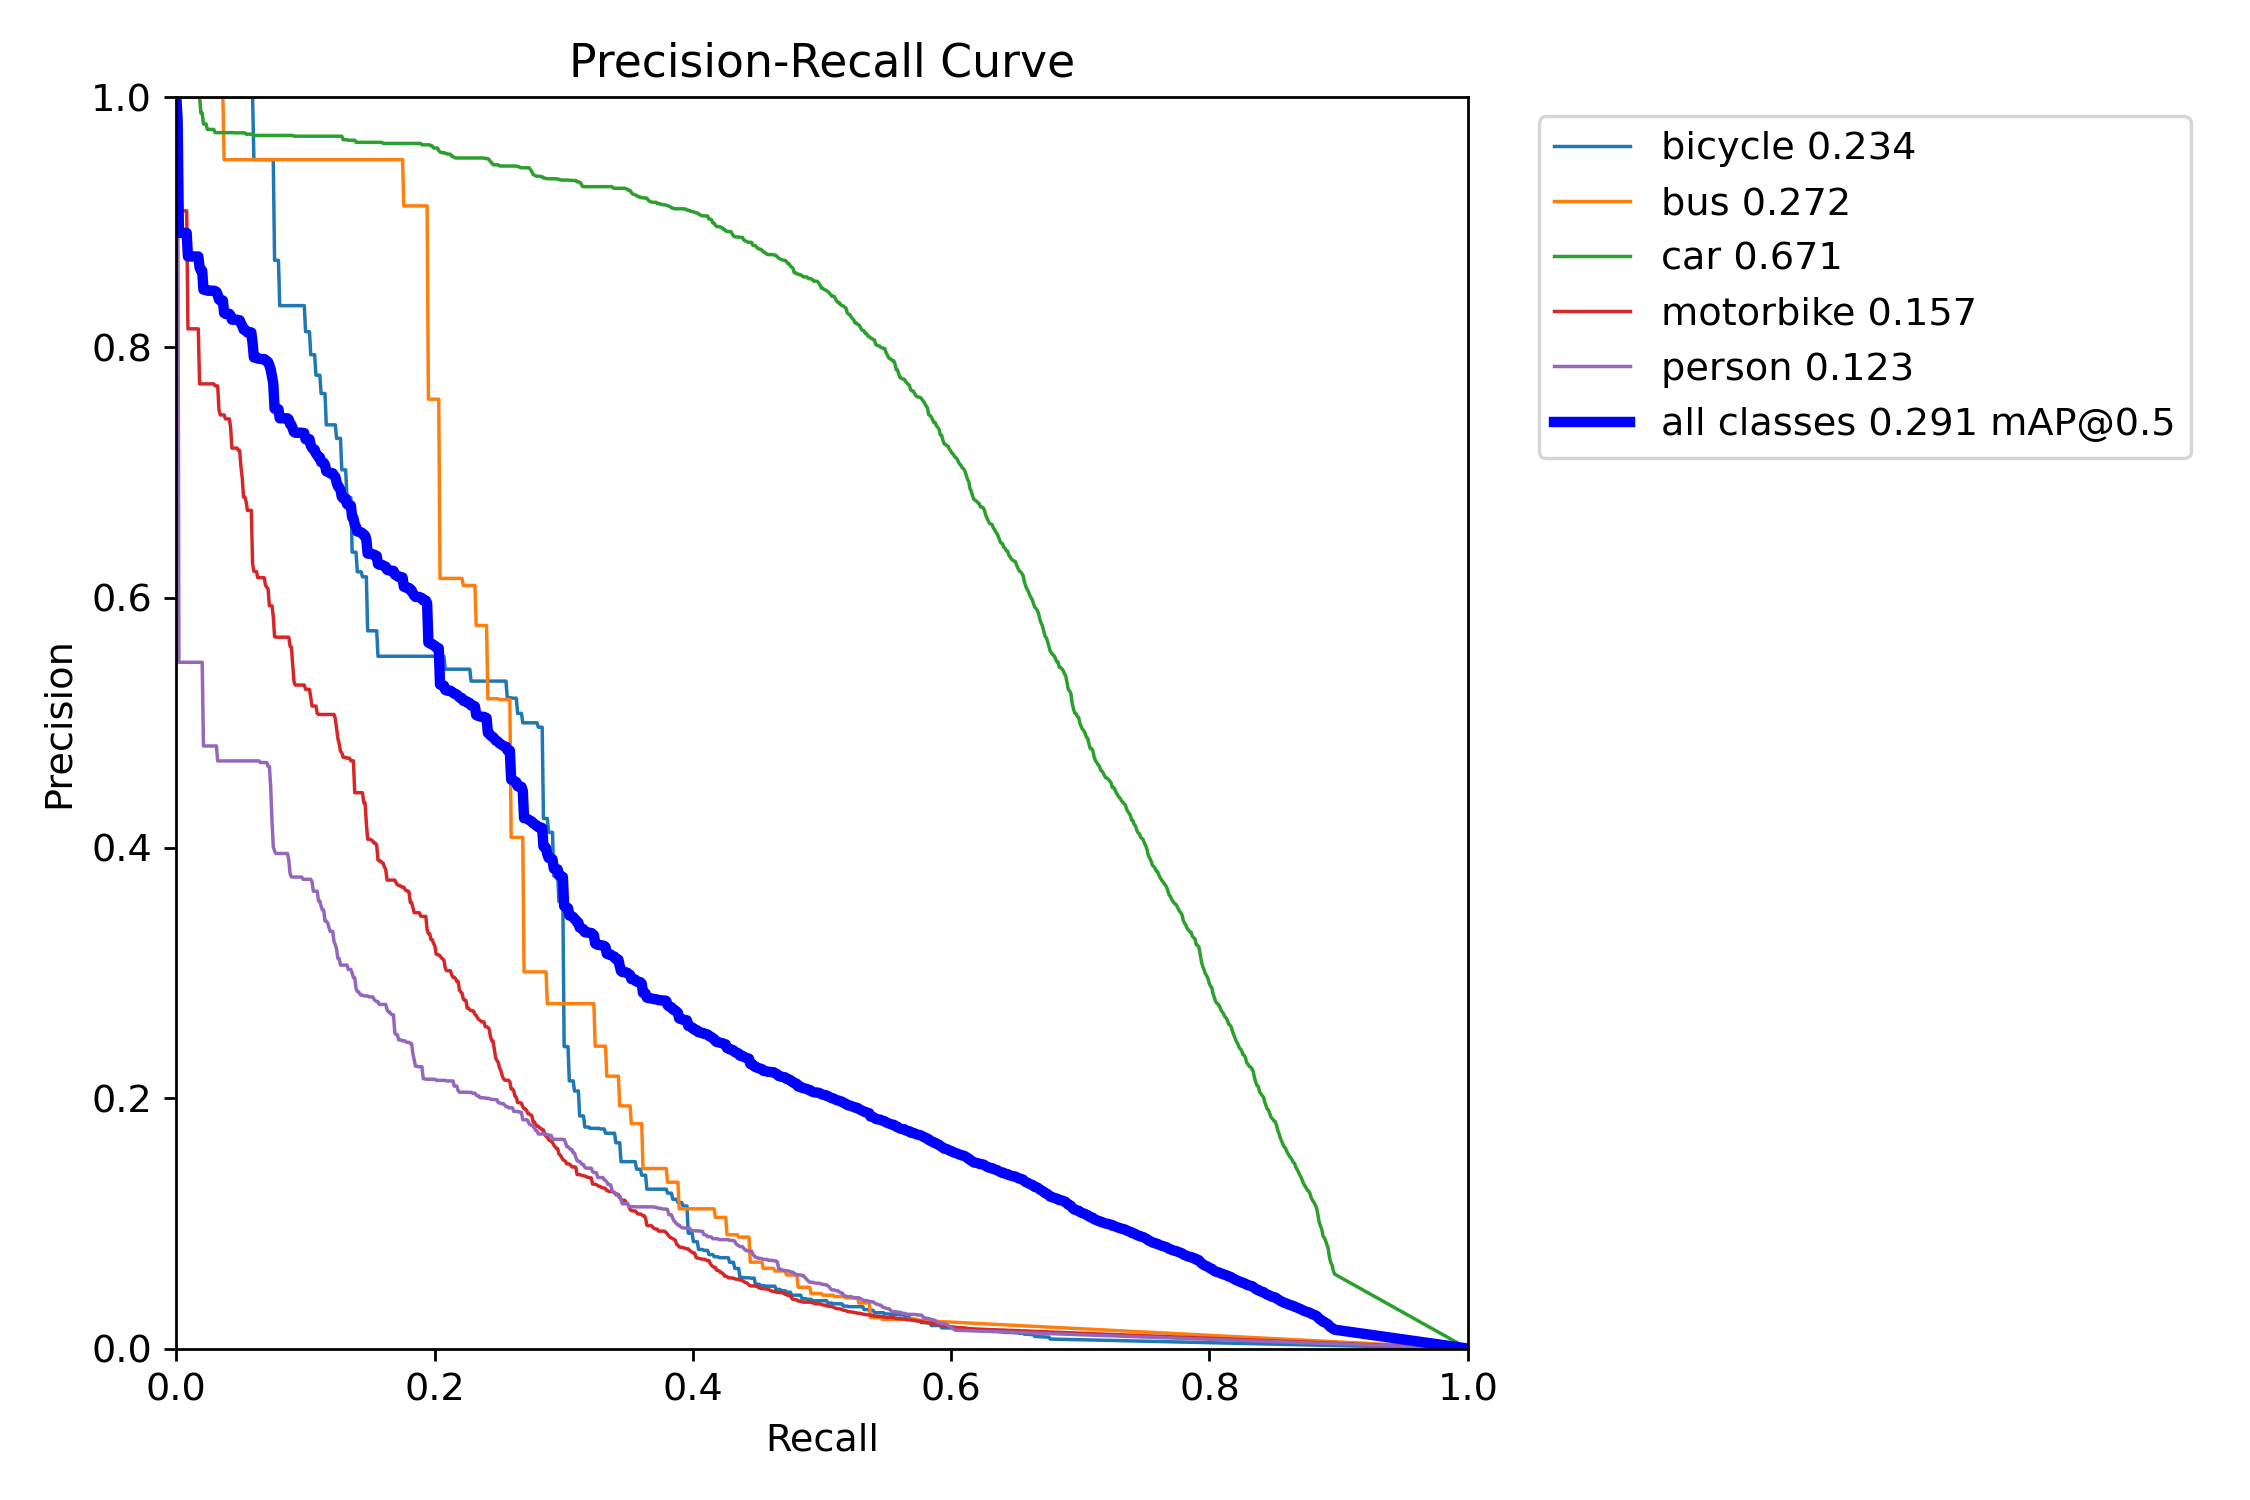 Precision-Recall Curve
1.0
0.8
0.6
0.4
0.2
0.0
Precision
0.0 0.2 0.4 0.6 0.8 1.0
Recall
bicycle 0.234
bus 0.272
car 0.671
motorbike 0.157
person 0.123
all classes 0.291 mAP@0.5